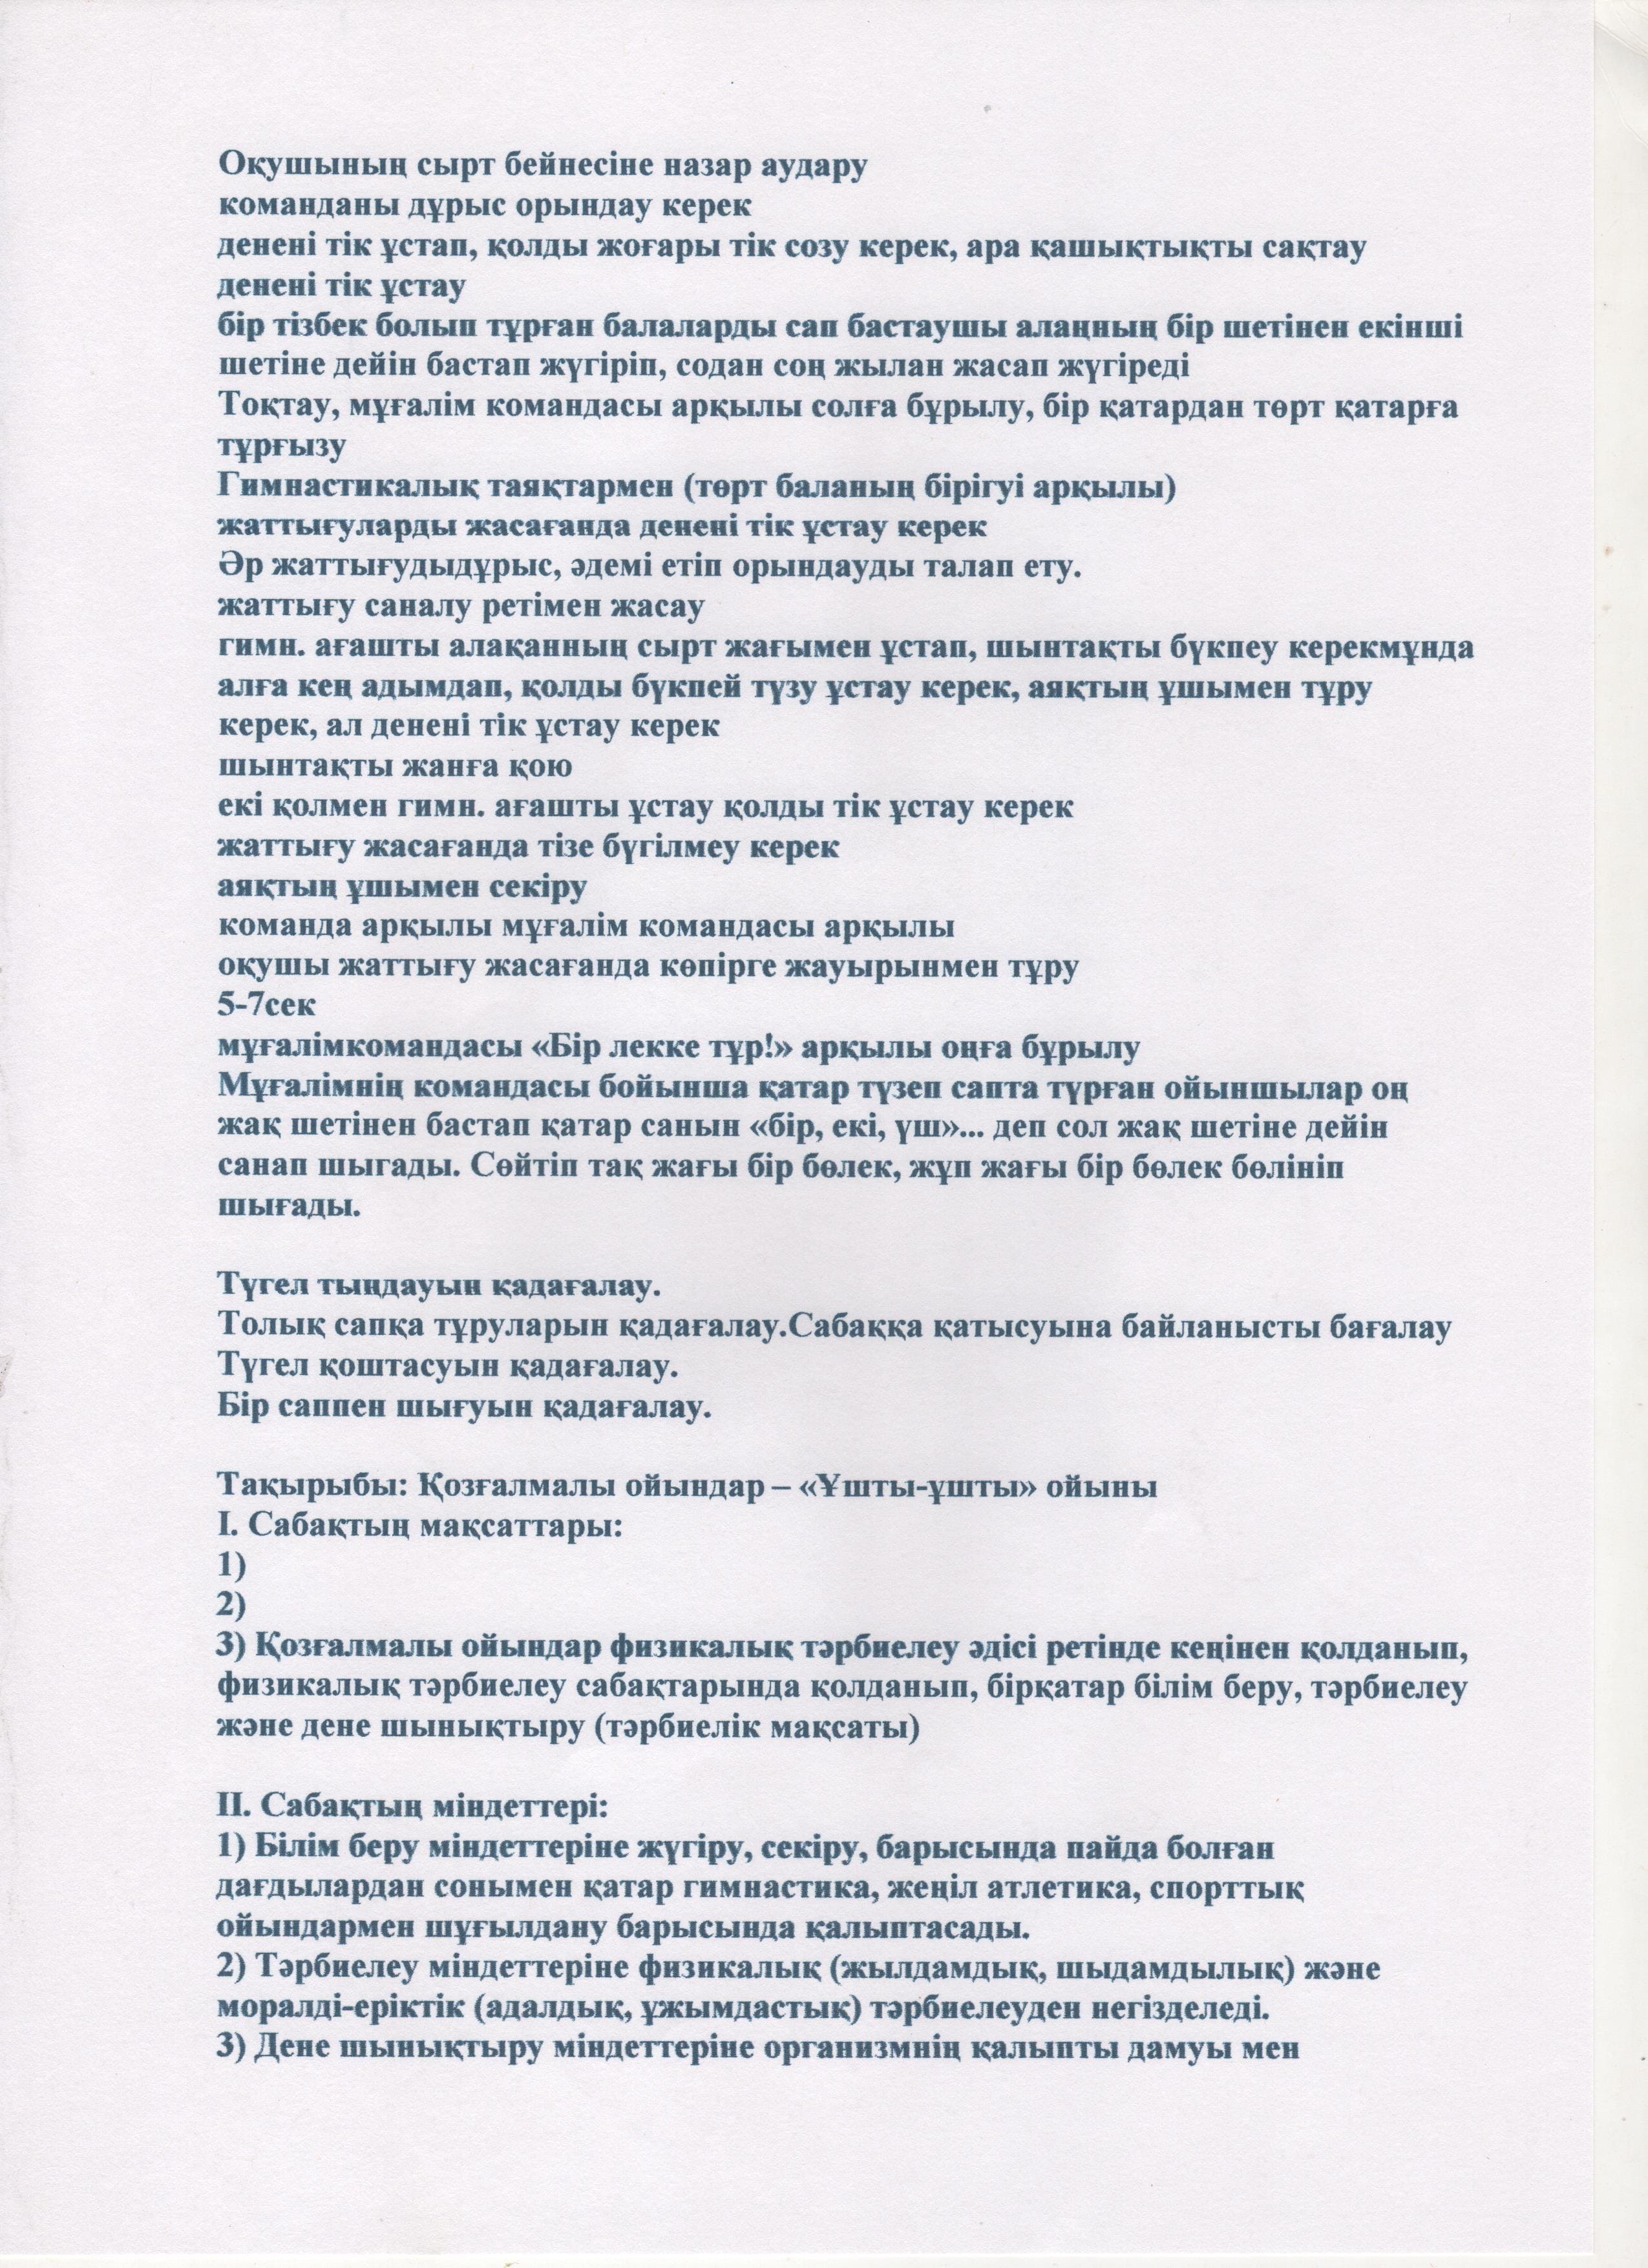 Оқушының сырт бейнесіне назар аудару
команданы дұрыс орындау керек
денені тік ұстап, қолды жоғары тік созу керек, ара қашықтықты сақтау
денені тік ұстау
бір тізбек болып тұрған балаларды сап бастаушы алаңның бір шетінен екінші
шетіне дейін бастап жүгіріп, содан соң жылан жасап жүгіреді
Тоқтау, мұғалім командасы арқылы солға бұрылу, бір қатардан төрт қатарға
тұрғызу
Гимнастикалық таяқтармен (төрт баланың бірігуі арқылы)
жаттығуларды жасағанда денені тік ұстау керек
Әр жаттығудыдұрыс, әдемі етіп орындауды талап ету.
жаттығу саналу ретімен жасау
гимн. ағашты алақанның сырт жағымен ұстап, шынтақты бүкпеу керекмұнда
алға кең адымдап, қолды бүкпей түзу ұстау керек, аяқтың ұшымен тұру
керек, ал денені тік ұстау керек
шынтақты жанға қою
екі қолмен гимн. ағашты ұстау қолды тік ұстау керек
жаттығу жасағанда тізе бүгілмеу керек
аяқтың ұшымен секіру
команда арқылы мұғалім командасы арқылы
оқушы жаттығу жасағанда көпірге жауырынмен тұру
5-7сек
мұғалімкомандасы «Бір лекке тұр!» арқылы оңға бұрылу
Мұғалімнің командасы бойынша қатар түзеп сапта түрған ойыншылар оң
жақ шетінен бастап қатар санын «бір, екі, үш»... деп сол жақ шетіне дейін
санап шыгады. Сөйтіп тақ жағы бір бөлек, жұп жағы бір бөлек бөлініп
шығады.

Түгел тыңдауын қадағалау.
Толық сапқа тұруларын қадағалау.Сабаққа қатысуына байланысты бағалау
Түгел қоштасуын қадағалау.
Бір саппен шығуын қадағалау.

Тақырыбы: Қозғалмалы ойындар – «Ұшты-ұшты» ойыны
I. Сабақтың мақсаттары:
1)
2)
3) Қозғалмалы ойындар физикалық тәрбиелеу әдісі ретінде кеңінен қолданып,
физикалық тәрбиелеу сабақтарында қолданып, бірқатар білім беру, тәрбиелеу
және дене шынықтыру (тәрбиелік мақсаты)

II. Сабақтың міндеттері:
1) Білім беру міндеттеріне жүгіру, секіру, барысында пайда болған
дағдылардан сонымен қатар гимнастика, жеңіл атлетика, спорттық
ойындармен шұғылдану барысында қалыптасады.
2) Тәрбиелеу міндеттеріне физикалық (жылдамдық, шыдамдылық) және
моралді-еріктік (адалдық, ұжымдастық) тәрбиелеуден негізделеді.
3) Дене шынықтыру міндеттеріне организмнің қалыпты дамуы мен